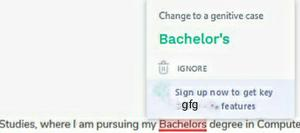 Change to a genitive case
Bachelor's
IGNORE
Sign up now to get key
gfg features
Studies, where I am pursuing my Bachelors degree in Compute